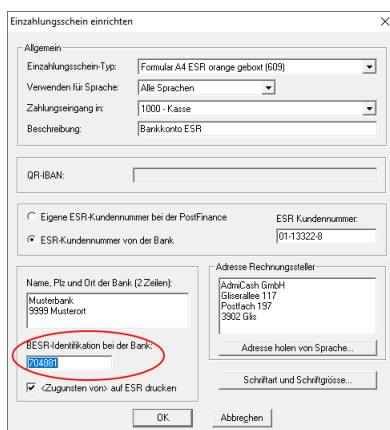 Einzahlungsschein einrichten
Allgemein
Einzahlungsschein-Typ: Formular A4 ESR orange geboxt (609)
Verwenden für Sprache: Alle Sprachen
Zahlungseingang in: 1000 - Kasse
Beschreibung: Bankkonto ESR
QR-IBAN:
Eigene ESR-Kundennummer bei der PostFinance
ESR-Kundennummer von der Bank
ESR Kundennummer:
01-13322-8
Name, Plz und Ort der Bank (2 Zeilen):
Musterbank
9999 Musterort
BESR-Identifikation bei der Bank:
704881
<Zugunsten von> auf ESR drucken
Adresse Rechnungssteller
AdmiCash GmbH
Gliserallee 117
Postfach 197
3902 Glis
Adresse holen von Sprache...
Schriftart und Schriftgrösse...
OK
Abbrechen